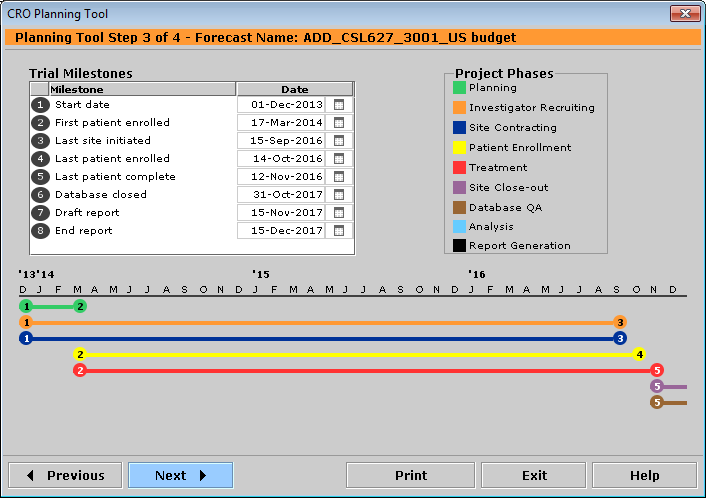 CRO Planning Tool
Planning Tool Step 3 of 4 - Forecast Name: ADD_CSL627_3001_US budget
Trial Milestones
Milestone Date
1 Start date 01-Dec-2013
2 First patient enrolled 17-Mar-2014
3 Last site initiated 15-Sep-2016
4 Last patient enrolled 14-Oct-2016
5 Last patient complete 12-Nov-2016
6 Database closed 31-Oct-2017
7 Draft report 15-Nov-2017
8 End report 15-Dec-2017
Project Phases
Planning
Investigator Recruiting
Site Contracting
Patient Enrollment
Treatment
Site Close-out
Database QA
Analysis
Report Generation
'13 '14 '15 '16
D J F M A M J J A S O N D J F M A M J J A S O N D J F M A M J J A S O N D
1 2
1 3
1 3
2 4
2 5
5
5
Previous Next Print Exit Help